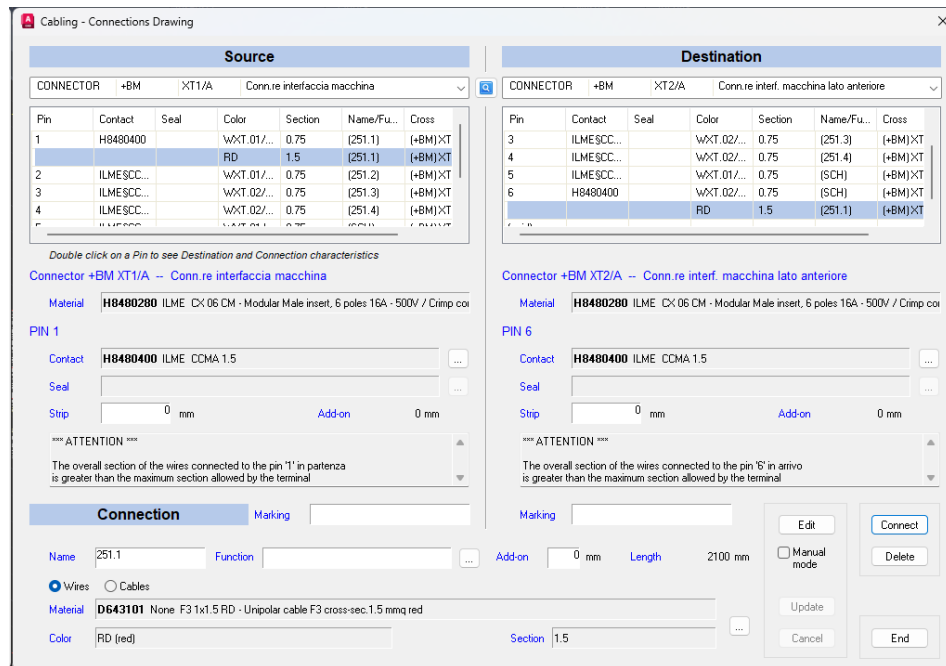 Cabling - Connections Drawing
Source
Destination
CONNECTOR +BM XT1/A Conn.re interfaccia macchina
CONNECTOR +BM XT2/A Conn.re interf. macchina lato anteriore
Pin Contact Seal Color Section Name/Fu... Cross
1 H8480400 WXT.01/... 0.75 (251.1) (+BM)XT
RD 1.5 (251.1) (+BM)XT
2 ILME§CC... WXT.01/... 0.75 (251.2) (+BM)XT
3 ILME§CC... WXT.02/... 0.75 (251.3) (+BM)XT
4 ILME§CC... WXT.02/... 0.75 (251.4) (+BM)XT
Pin Contact Seal Color Section Name/Fu... Cross
3 ILME§CC... WXT.02/... 0.75 (251.3) (+BM)XT
4 ILME§CC... WXT.02/... 0.75 (251.4) (+BM)XT
5 ILME§CC... WXT.02/... 0.75 (SCH) (+BM)XT
6 H8480400 WXT.02/... 0.75 (SCH) (+BM)XT
RD 1.5 (251.1) (+BM)XT
Double click on a Pin to see Destination and Connection characteristics
Connector +BM XT1/A -- Conn.re interfaccia macchina
Material H8480280 ILME CX 06 CM - Modular Male insert, 6 poles 16A - 500V / Crimp co
PIN 1
Contact H8480400 ILME CCMA 1.5 ...
Seal ...
Strip 0 mm Add-on 0 mm
*** ATTENTION ***
The overall section of the wires connected to the pin '1' in partenza
is greater than the maximum section allowed by the terminal
Connector +BM XT2/A -- Conn.re interf. macchina lato anteriore
Material H8480280 ILME CX 06 CM - Modular Male insert, 6 poles 16A - 500V / Crimp co
PIN 6
Contact H8480400 ILME CCMA 1.5 ...
Seal ...
Strip 0 mm Add-on 0 mm
*** ATTENTION ***
The overall section of the wires connected to the pin '6' in arrivo
is greater than the maximum section allowed by the terminal
Connection Marking
Marking
Name 251.1 Function ... Add-on 0 mm Length 2100 mm
Wires Cables
Material D643101 None F3 1x1.5 RD - Unipolar cable F3 cross-sec.1.5 mmq red
Color RD (red) Section 1.5 ...
Edit
Manual mode
Update
Cancel
Connect
Delete
End